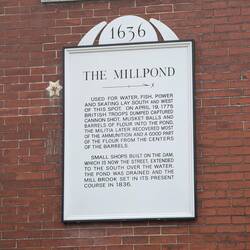 1636
THE MILLPOND
USED FOR WATER, FISH, POWER
AND SKATING LAY SOUTH AND WEST
OF THIS SPOT. ON APRIL 19, 1775
BRITISH TROOPS DUMPED CAPTURED
CANNON SHOT, MUSKET BALLS AND
BARRELS OF FLOUR INTO THE POND.
THE MILITIA LATER RECOVERED MOST
OF THE AMMUNITION AND A GOOD PART
OF THE FLOUR FROM THE CENTERS
OF THE BARRELS.
SMALL SHOPS BUILT ON THE DAM,
WHICH IS NOW THE STREET, EXTENDED
TO THE SOUTH OVER THE WATER.
THE POND WAS DRAINED AND THE
MILL BROOK SET IN ITS PRESENT
COURSE IN 1836.